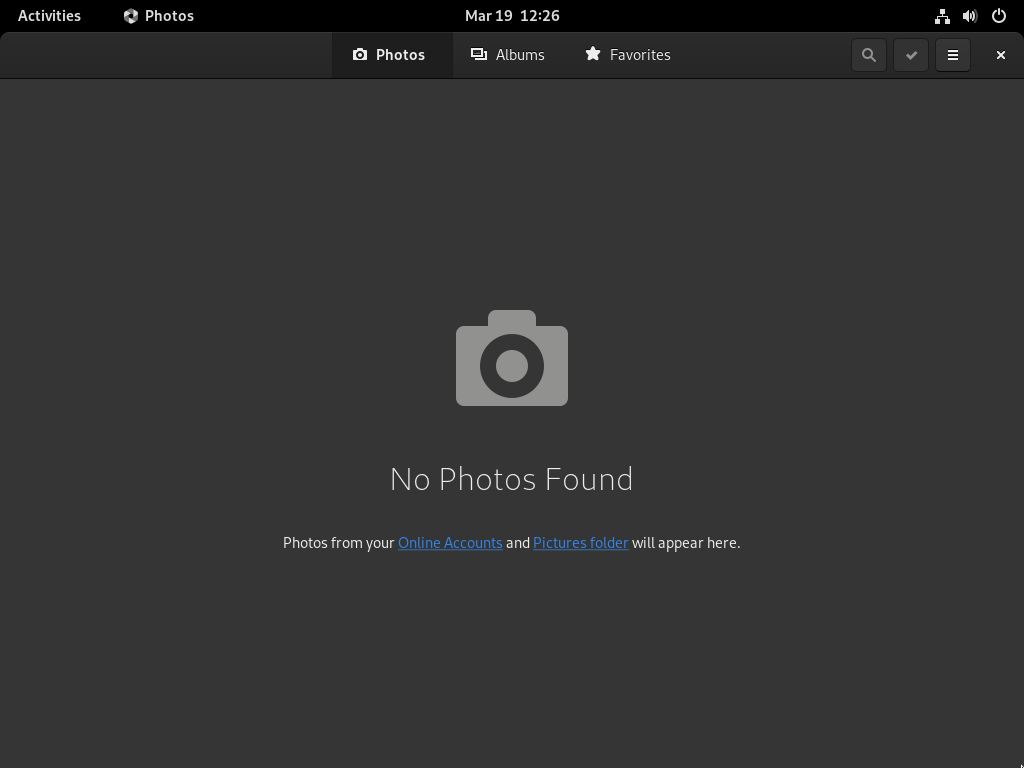 Activities Photos Mar 19 12:26
Photos Albums Favorites
No Photos Found
Photos from your Online Accounts and Pictures folder will appear here.